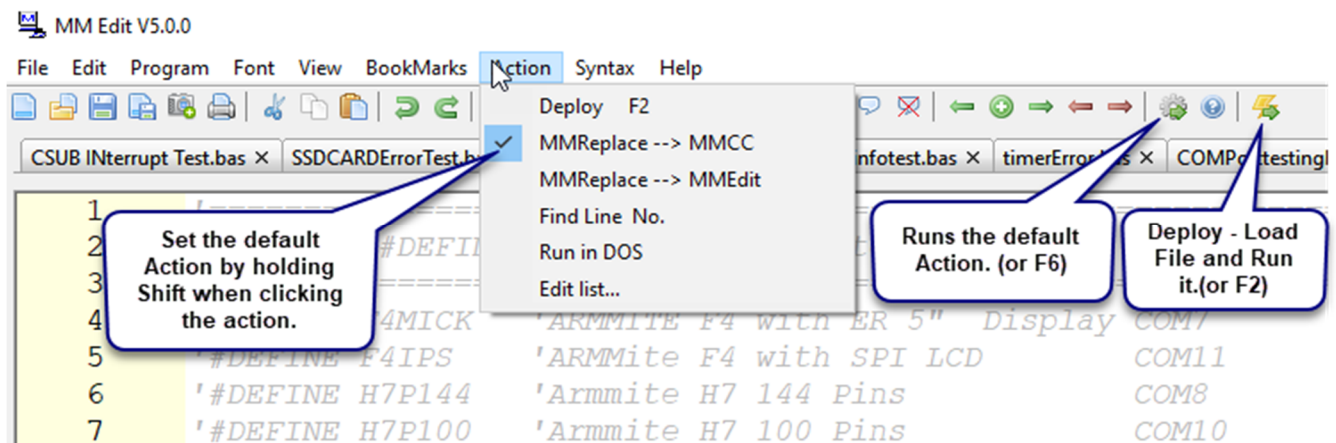 MM Edit V5.0.0
File Edit Program Font View BookMarks Action Syntax Help
Deploy F2
MMReplace --> MMCC
MMReplace --> MMEdit
Find Line No.
Run in DOS
Edit list...
CSUB INterrupt Test.bas × SSDCARDErrorTest.b nfotest.bas × timerError. as × COMPo testing
Set the default
Action by holding
Shift when clicking
the action.
Runs the default
Action. (or F6)
Deploy - Load
File and Run
it.(or F2)
1 '
2 #DEFIN
3
4 F4MICK 'ARMMITE F4 with ER 5" Display COM7
5 '#DEFINE F4IPS 'ARMMite F4 with SPI LCD COM11
6 '#DEFINE H7P144 'Armmite H7 144 Pins COM8
7 '#DEFINE H7P100 'Armmite H7 100 Pins COM10